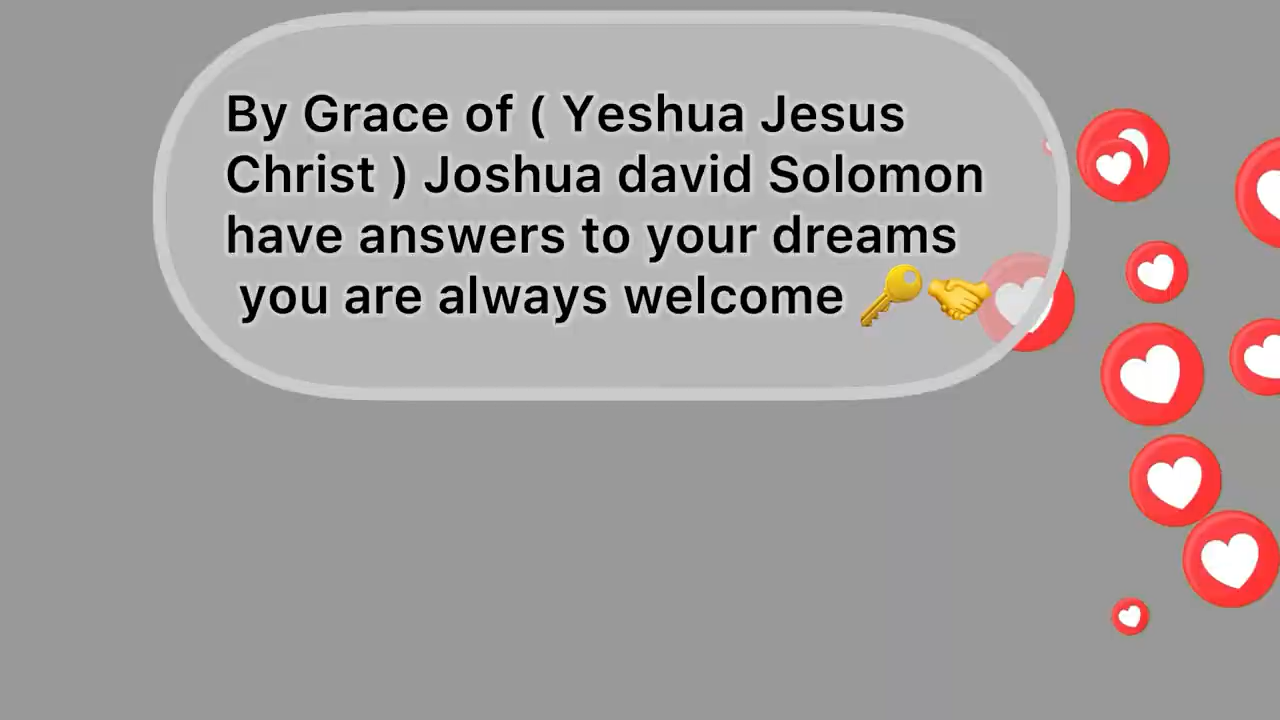 By Grace of ( Yeshua Jesus
Christ ) Joshua david Solomon
have answers to your dreams
you are always welcome 🔑🤝